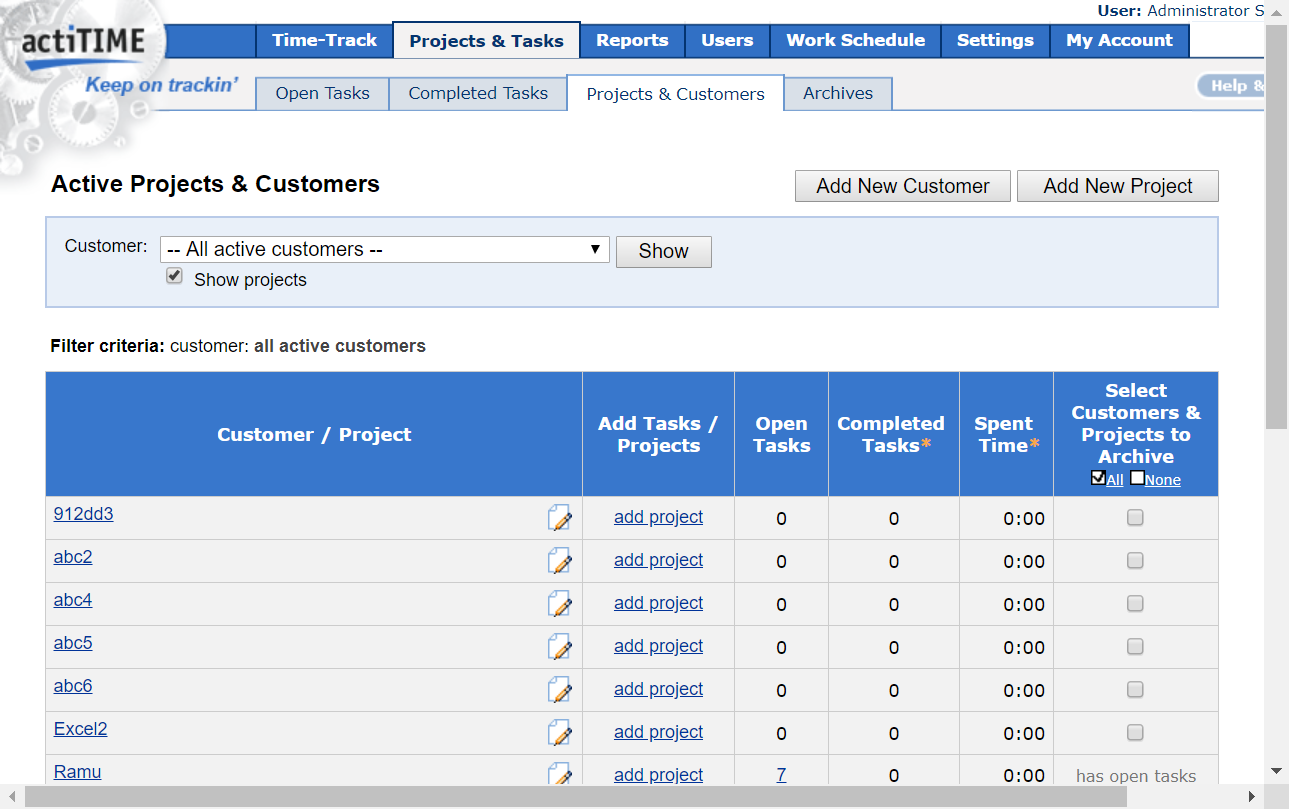 User: Administrator S
actiTIME
Time-Track Projects & Tasks Reports Users Work Schedule Settings My Account
Keep on trackin'
Open Tasks Completed Tasks Projects & Customers Archives Help &
Active Projects & Customers
Add New Customer Add New Project
Customer: -- All active customers -- Show
Show projects
Filter criteria: customer: all active customers
Customer / Project Add Tasks / Projects Open Tasks Completed Tasks* Spent Time* Select Customers & Projects to Archive
All None
912dd3 add project 0 0 0:00
abc2 add project 0 0 0:00
abc4 add project 0 0 0:00
abc5 add project 0 0 0:00
abc6 add project 0 0 0:00
Excel2 add project 0 0 0:00
Ramu add project 7 0 0:00 has open tasks